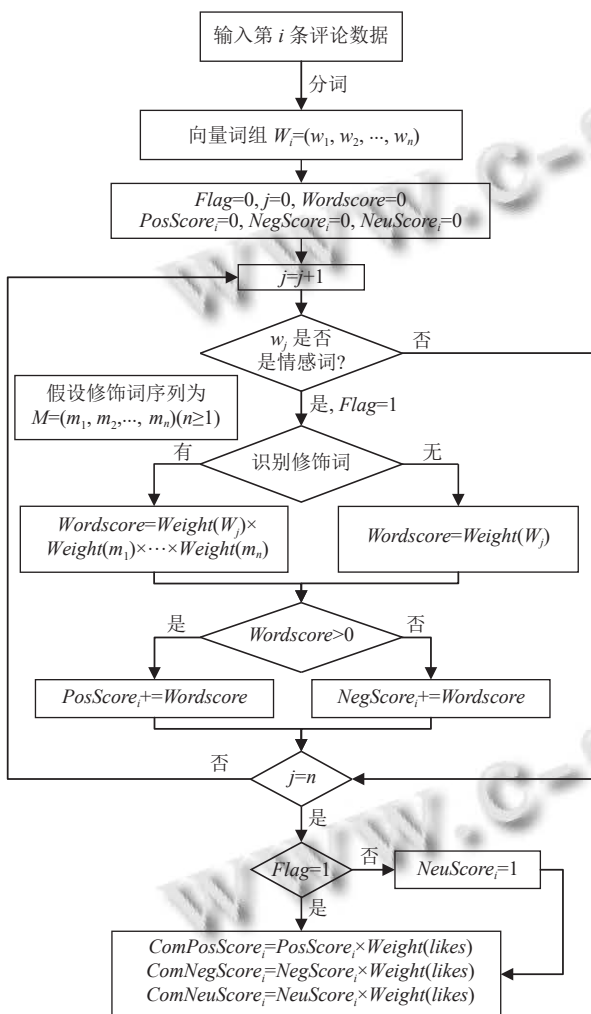 输入第 i 条评论数据
分词
向量词组 W_i=(w_1, w_2, ..., w_n)
Flag=0, j=0, Wordscore=0
PosScore_i=0, NegScore_i=0, NeuScore_i=0
j=j+1
w_j 是否
是情感词?
否
假设修饰词序列为
M=(m_1, m_2,..., m_n)(n≥1)
是, Flag=1
有
识别修饰词
无
Wordscore=Weight(W_j)×
Weight(m_1)×⋯×Weight(m_n)
Wordscore=Weight(W_j)
是
Wordscore>0
否
PosScore_i+=Wordscore
NegScore_i+=Wordscore
否
j=n
是
Flag=1
否
NeuScore_i=1
是
ComPosScore_i=PosScore_i×Weight(likes)
ComNegScore_i=NegScore_i×Weight(likes)
ComNeuScore_i=NeuScore_i×Weight(likes)
www.c-
www.c-